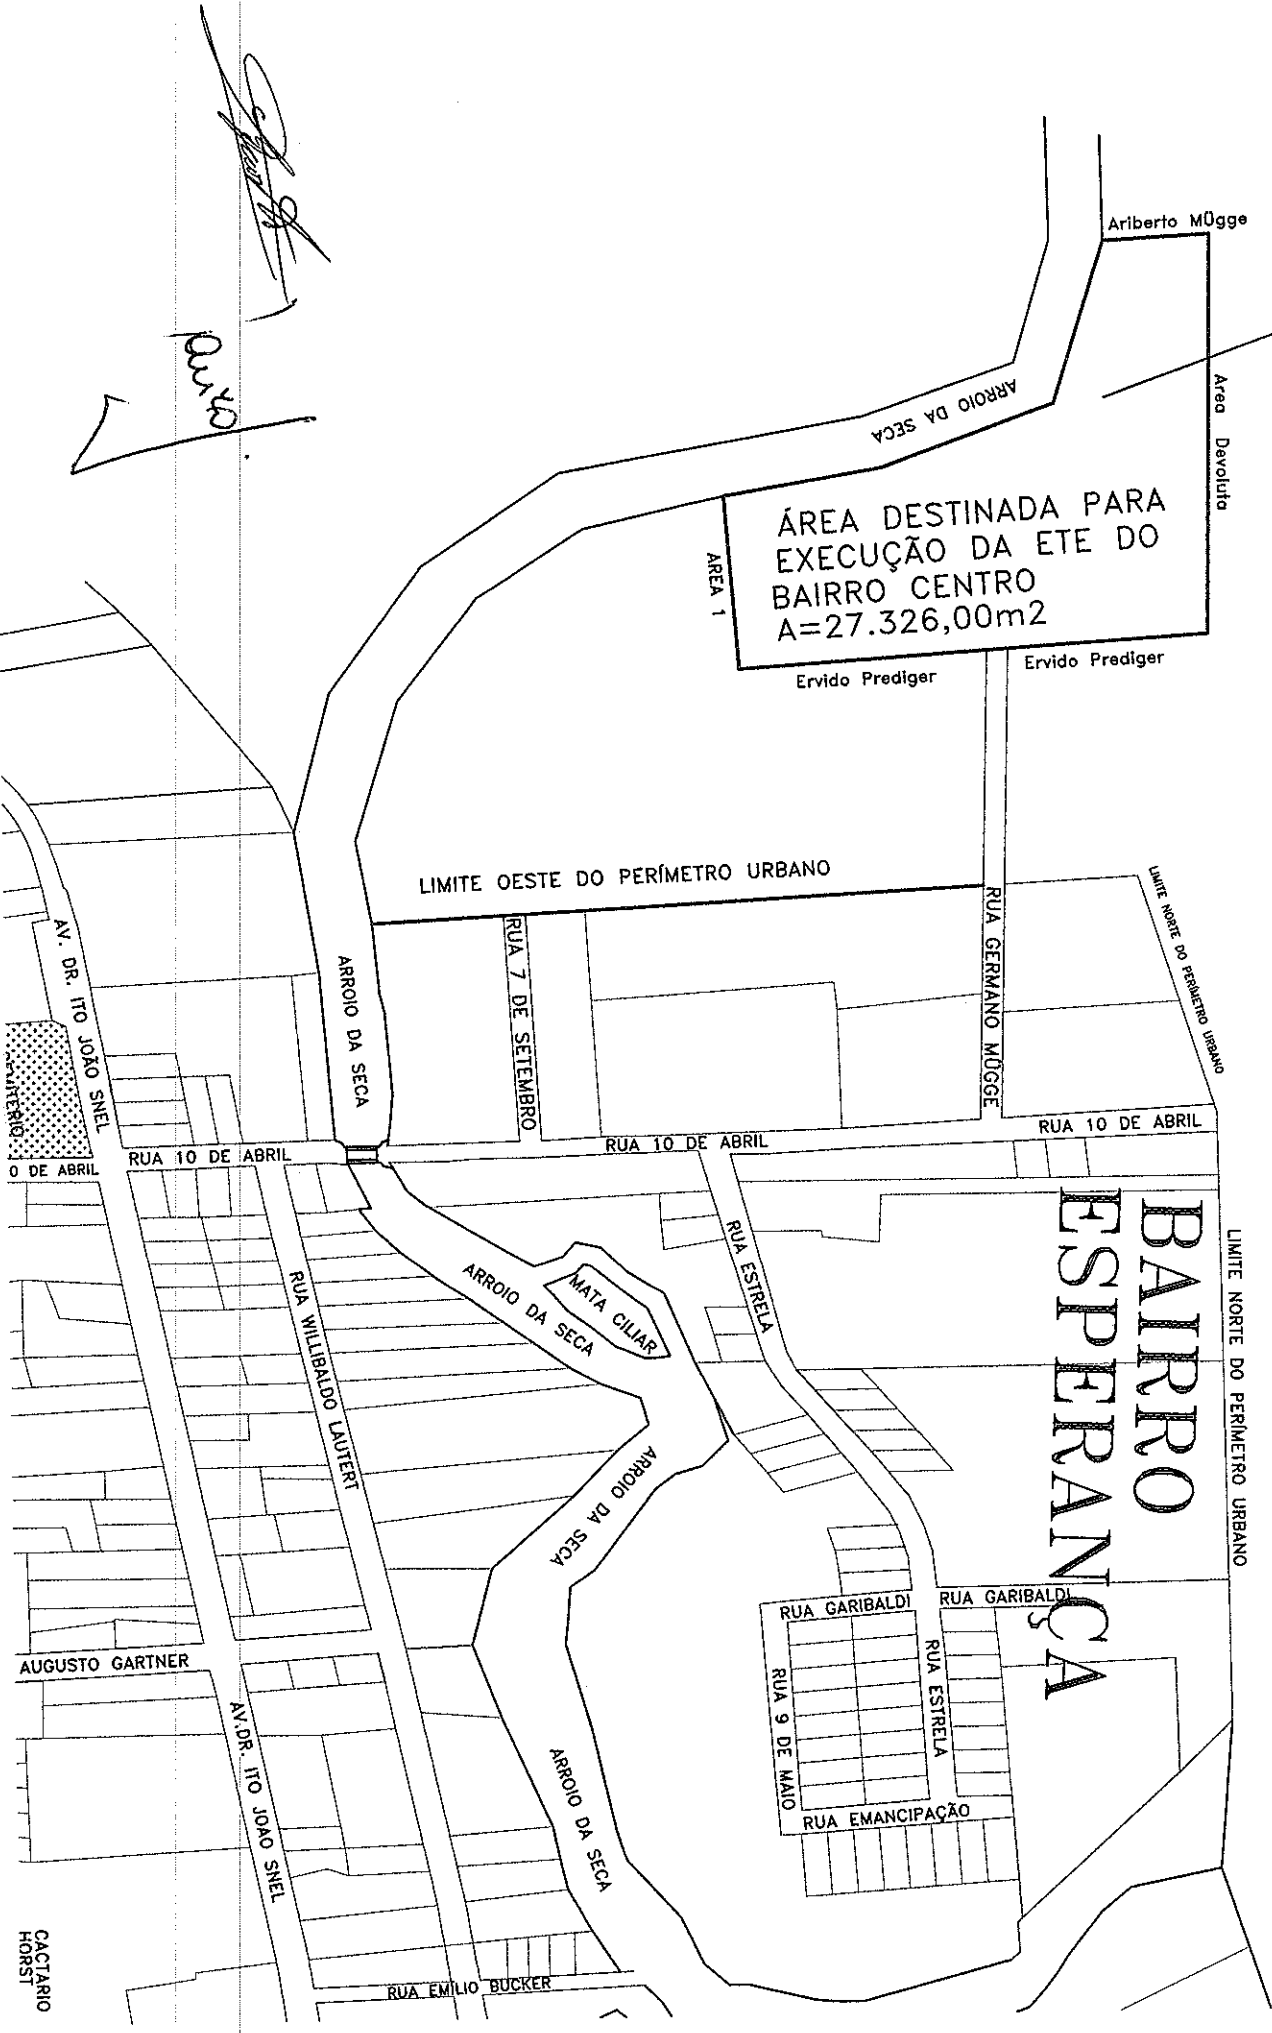 Ariberto MÜgge
Area Devoluta
ARROIO DA SECA
ÁREA DESTINADA PARA
EXECUÇÃO DA ETE DO
BAIRRO CENTRO
A=27.326,00m2
AREA 1
Ervido Prediger
Ervido Prediger
LIMITE OESTE DO PERÍMETRO URBANO
LIMITE NORTE DO PERÍMETRO URBANO
RUA GERMANO MÜGGE
RUA 7 DE SETEMBRO
ARROIO DA SECA
AV. DR. ITO JOÃO SNEL
CEMITERIO
0 DE ABRIL
RUA 10 DE ABRIL
RUA 10 DE ABRIL
RUA 10 DE ABRIL
BAIRRO
ESPERANÇA
LIMITE NORTE DO PERÍMETRO URBANO
RUA ESTRELA
MATA CILIAR
ARROIO DA SECA
RUA WILLIBALDO LAUTERT
ARROIO DA SECA
RUA GARIBALDI
RUA GARIBALDI
RUA ESTRELA
RUA 9 DE MAIO
RUA EMANCIPAÇÃO
AUGUSTO GARTNER
AV.DR. ITO JOAO SNEL
ARROIO DA SECA
RUA EMÍLIO BUCKER
CACTARIO
HORST